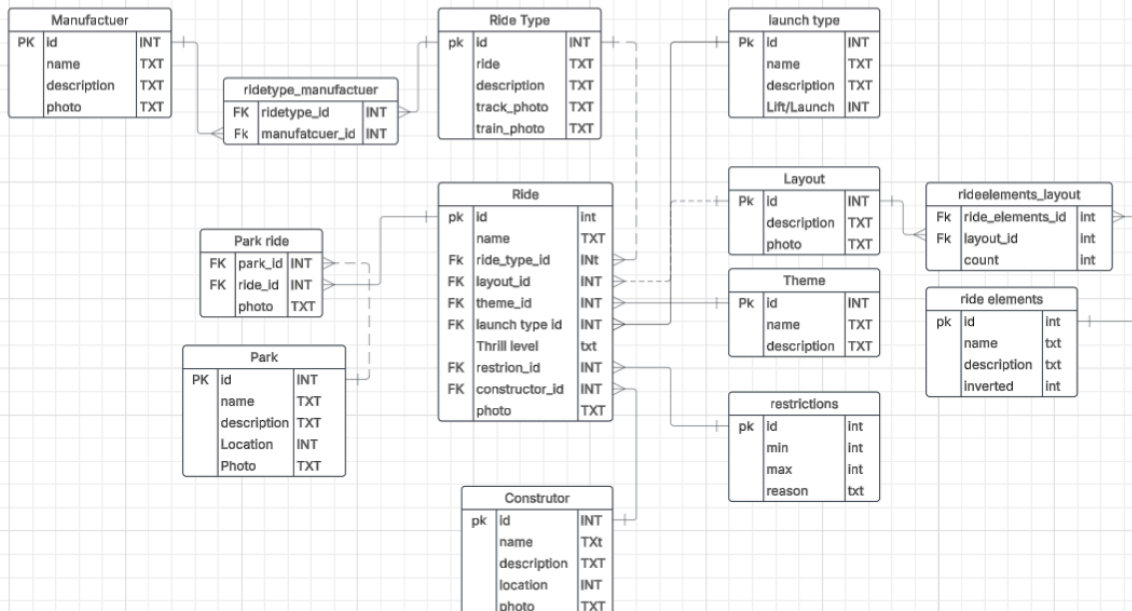 Manufactuer
PK id INT
name TXT
description TXT
photo TXT
ridetype_manufactuer
FK ridetype_id INT
Fk manufatcuer_id INT
Ride Type
pk id INT
ride TXT
description TXT
track_photo TXT
train_photo TXT
launch type
Pk id INT
name TXT
description TXT
Lift/Launch INT
Ride
pk id int
name TXT
Fk ride_type_id INt
FK layout_id INT
FK theme_id INT
FK launch type id INT
Thrill level txt
FK restrion_id INT
FK constructor_id INT
photo TXT
Layout
Pk id INT
description TXT
photo TXT
rideelements_layout
Fk ride_elements_id int
Fk layout_id int
count int
Park ride
FK park_id INT
FK ride_id INT
photo TXT
Theme
Pk id INT
name TXT
description TXT
ride elements
pk id int
name txt
description txt
inverted int
Park
PK id INT
name TXT
description TXT
Location INT
Photo TXT
restrictions
pk id int
min int
max int
reason txt
Construtor
pk id INT
name TXt
description TXT
location INT
photo TXT